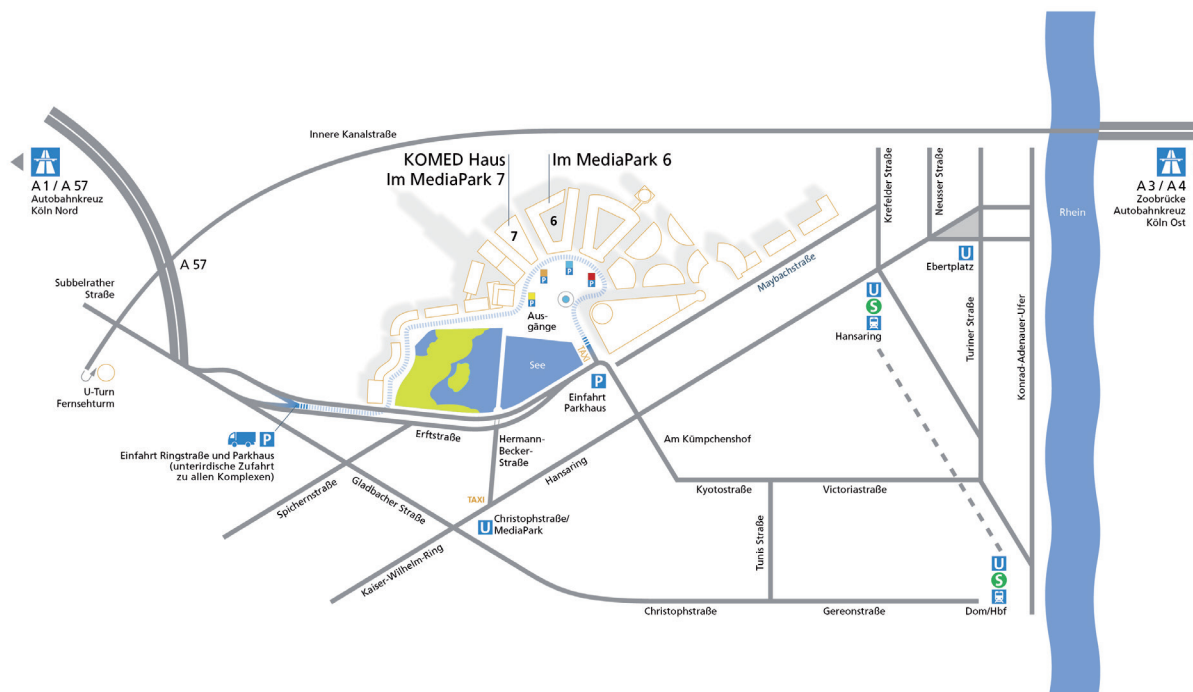 Innere Kanalstraße
KOMED Haus
Im MediaPark 7
Im MediaPark 6
A 1 / A 57
Autobahnkreuz
Köln Nord
A 3 / A 4
Zoobrücke
Autobahnkreuz
Köln Ost
Krefelder Straße
Neusser Straße
Rhein
6
7
A 57
Subbelrather
Straße
Maybachstraße
U
Ebertplatz
P
P
P
P
Aus-
gänge
U
S
Hansaring
Turiner Straße
Konrad-Adenauer-Ufer
TAXI
See
U-Turn
Fernsehturm
P
Einfahrt
Parkhaus
P
Einfahrt Ringstraße und Parkhaus
(unterirdische Zufahrt
zu allen Komplexen)
Erftstraße
Hermann-
Becker-
Straße
Hansaring
Am Kümpchenshof
Spichernstraße
Gladbacher Straße
TAXI
Kyotostraße
Victoriastraße
U
Christophstraße/
MediaPark
Tunis Straße
Kaiser-Wilhelm-Ring
U
S
Christophstraße
Gereonstraße
Dom/Hbf